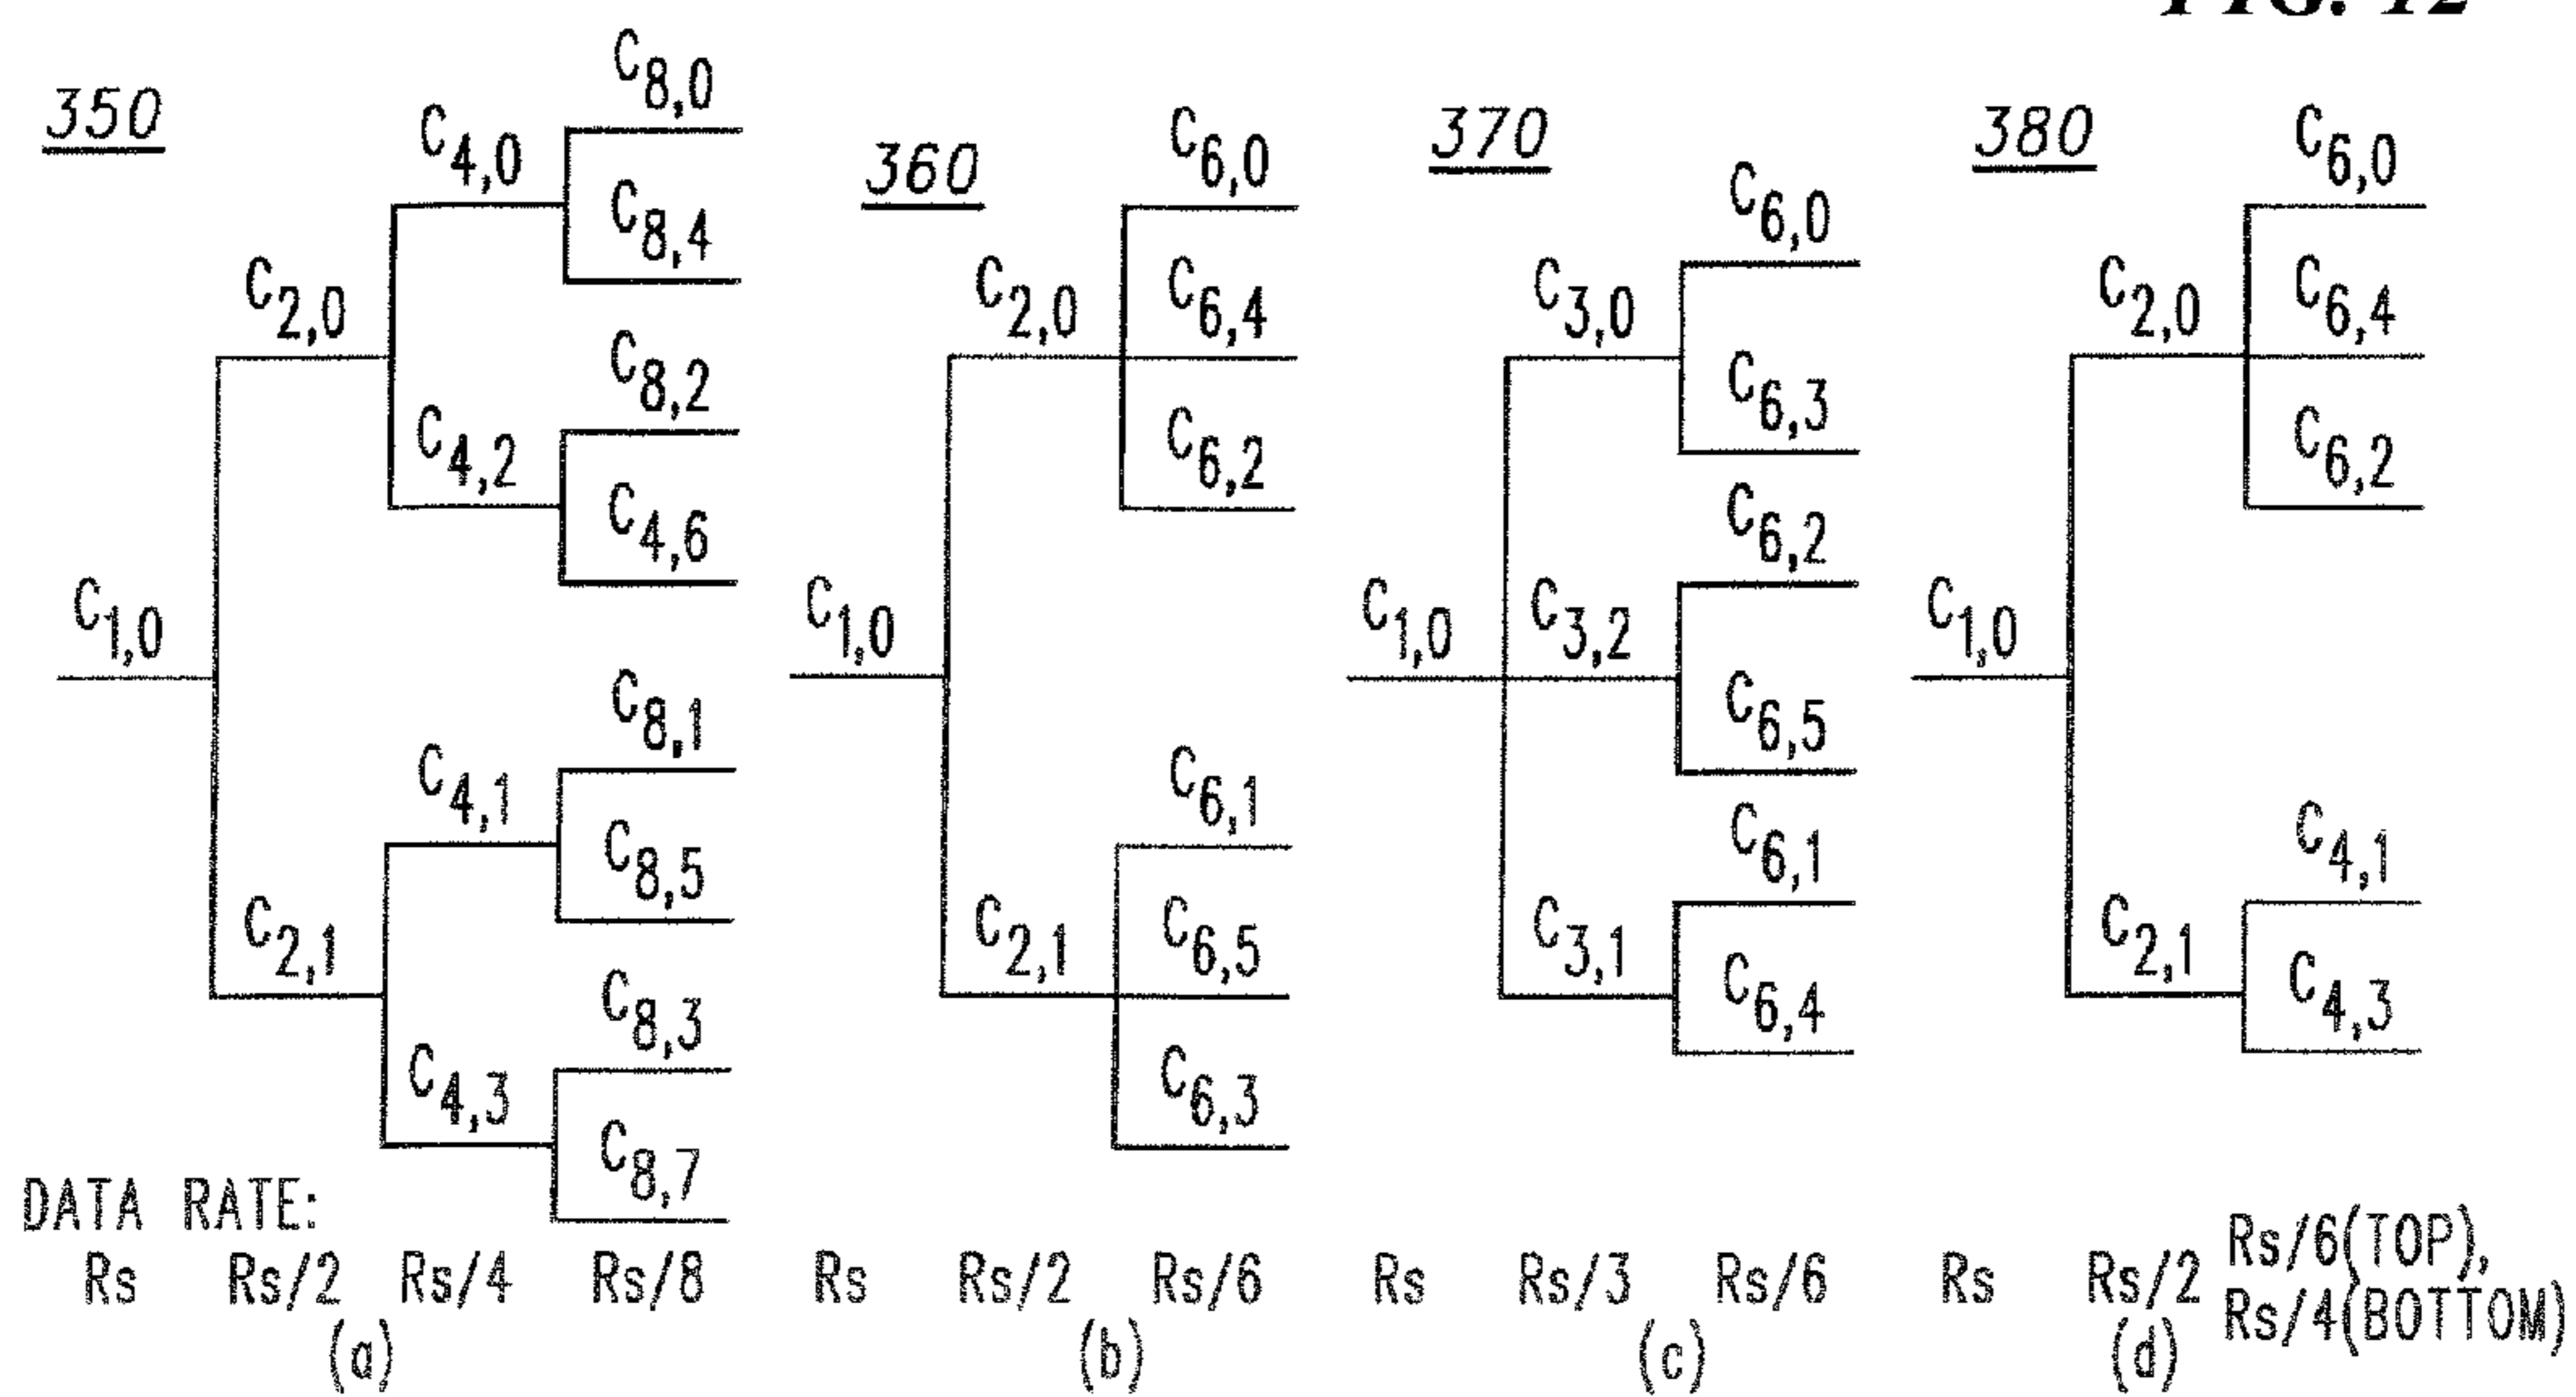 FIG. 12
350
C8,0
C4,0
C8,4
C2,0
C8,2
C4,2
C4,6
C1,0
C8,1
C4,1
C8,5
C2,1
C8,3
C4,3
C8,7
DATA RATE:
Rs Rs/2 Rs/4 Rs/8
(a)
360
C6,0
C2,0
C6,4
C6,2
C1,0
C6,1
C2,1
C6,5
C6,3
Rs Rs/2 Rs/6
(b)
370
C6,0
C3,0
C6,3
C6,2
C1,0
C3,2
C6,5
C6,1
C3,1
C6,4
Rs Rs/3 Rs/6
(c)
380
C6,0
C2,0
C6,4
C6,2
C1,0
C4,1
C2,1
C4,3
Rs Rs/2 Rs/6(TOP),
Rs/4(BOTTOM)
(d)